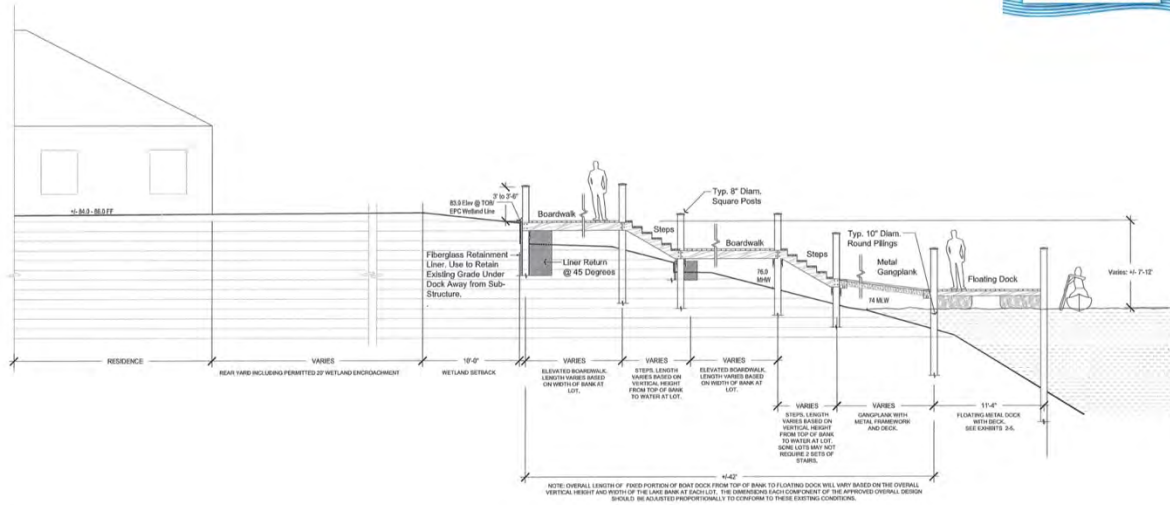 +/- 84.0 - 86.0 FF
83.0 Elev @ TOB/
EPC Wetland Line
3' to 3'-6"
Boardwalk
Steps
Typ. 8" Diam.
Square Posts
Boardwalk
Steps
Typ. 10" Diam.
Round Pilings
Metal
Gangplank
Floating Dock
Varies: +/- 7'-12'
Fiberglass Retainment
Liner. Use to Retain
Existing Grade Under
Dock Away from Sub-
Structure.
Liner Return
@ 45 Degrees
76.0
MHW
74 MLW
RESIDENCE
VARIES
REAR YARD INCLUDING PERMITTED 20' WETLAND ENCROACHMENT
10'-0"
WETLAND SETBACK
VARIES
ELEVATED BOARDWALK.
LENGTH VARIES BASED
ON WIDTH OF BANK AT
LOT.
VARIES
STEPS. LENGTH
VARIES BASED ON
VERTICAL HEIGHT
FROM TOP OF BANK
TO WATER AT LOT.
VARIES
ELEVATED BOARDWALK.
LENGTH VARIES BASED
ON WIDTH OF BANK AT
LOT.
VARIES
STEPS. LENGTH
VARIES BASED ON
VERTICAL HEIGHT
FROM TOP OF BANK
TO WATER AT LOT.
SOME LOTS MAY NOT
REQUIRE 2 SETS OF
STAIRS.
VARIES
GANGPLANK WITH
METAL FRAMEWORK
AND DECK.
11'-4"
FLOATING METAL DOCK
WITH DECK.
SEE EXHIBITS 3-5.
+/-42'
NOTE: OVERALL LENGTH OF FIXED PORTION OF BOAT DOCK FROM TOP OF BANK TO FLOATING DOCK WILL VARY BASED ON THE OVERALL
VERTICAL HEIGHT AND WIDTH OF THE LAKE BANK AT EACH LOT. THE DIMENSIONS EACH COMPONENT OF THE APPROVED OVERALL DESIGN
SHOULD BE ADJUSTED PROPORTIONALLY TO CONFORM TO THESE EXISTING CONDITIONS.